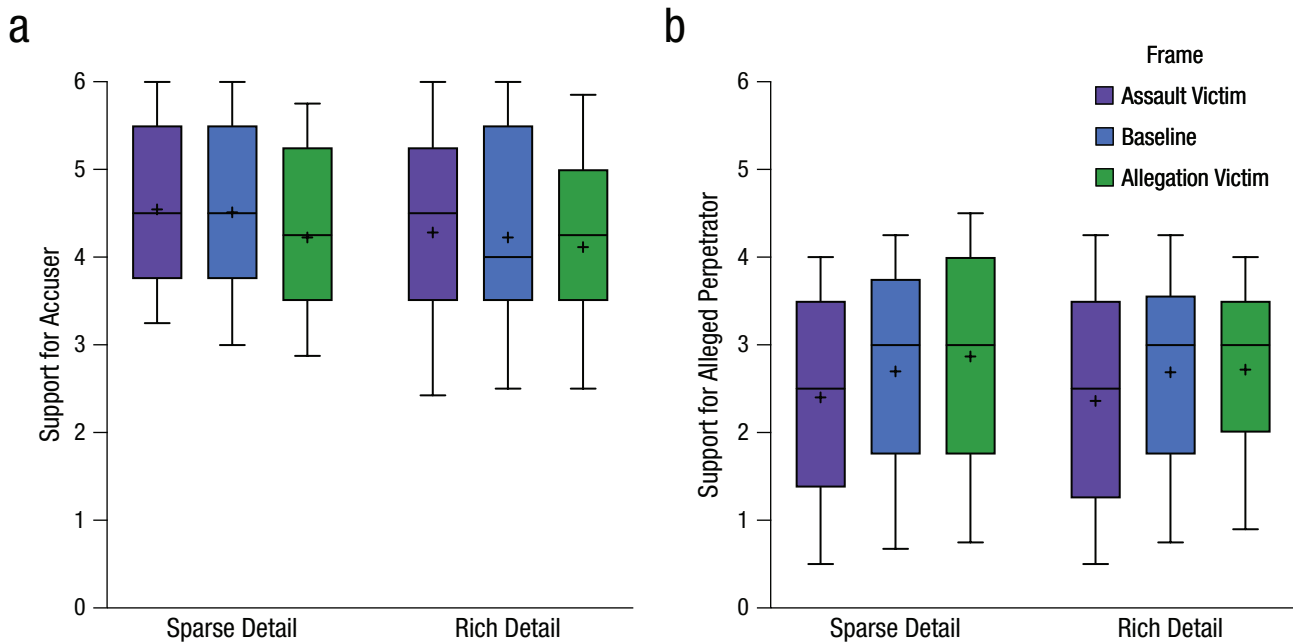 a
Support for Accuser
6
5
4
3
2
1
0
Sparse Detail
Rich Detail
b
Support for Alleged Perpetrator
6
5
4
3
2
1
0
Sparse Detail
Rich Detail
Frame
Assault Victim
Baseline
Allegation Victim